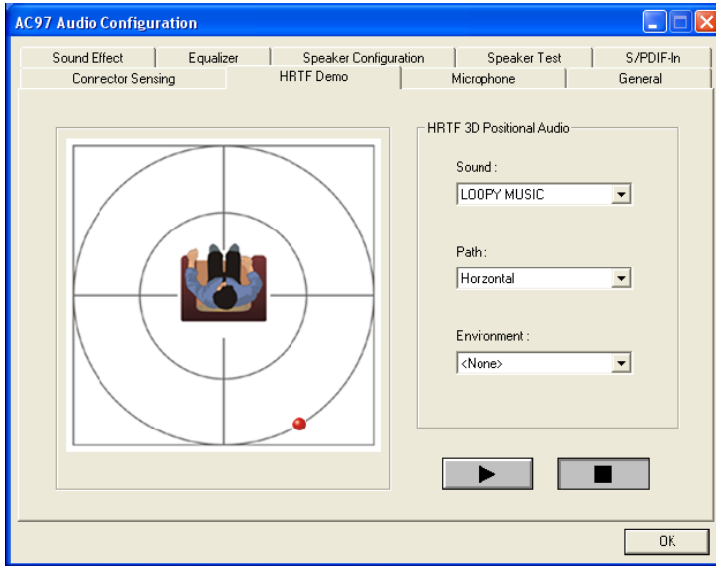 AC97 Audio Configuration
Sound Effect Equalizer Speaker Configuration Speaker Test S/PDIF-In
Connector Sensing HRTF Demo Microphone General
HRTF 3D Positional Audio
Sound :
LOOPY MUSIC
Path :
Horzontal
Environment :
<None>
OK